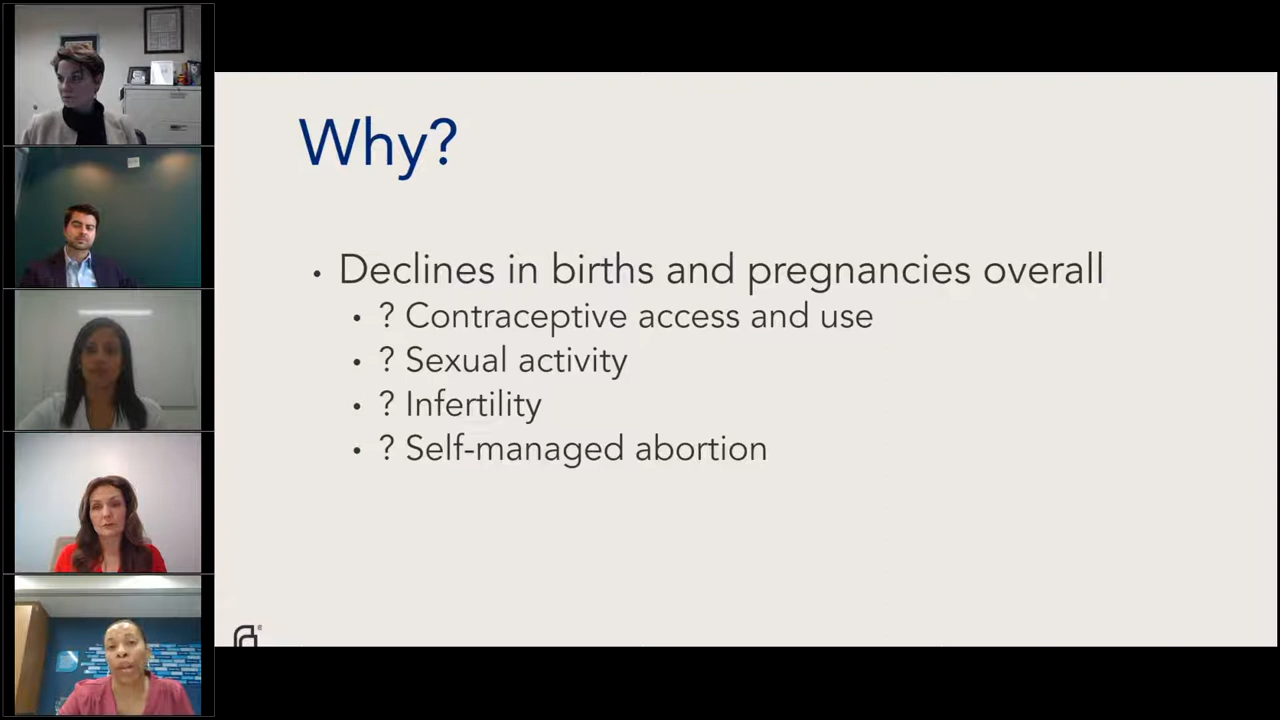 Why?
• Declines in births and pregnancies overall
• ? Contraceptive access and use
• ? Sexual activity
• ? Infertility
• ? Self-managed abortion